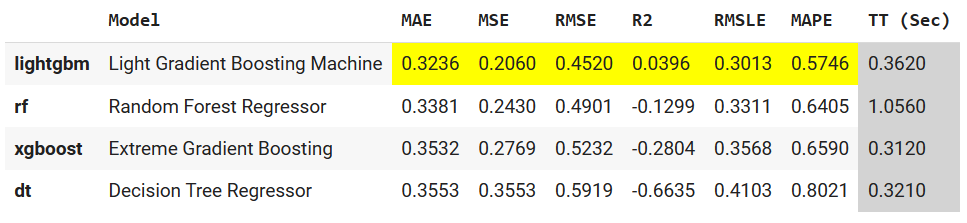 Model MAE MSE RMSE R2 RMSLE MAPE TT (Sec)
lightgbm Light Gradient Boosting Machine 0.3236 0.2060 0.4520 0.0396 0.3013 0.5746 0.3620
rf Random Forest Regressor 0.3381 0.2430 0.4901 -0.1299 0.3311 0.6405 1.0560
xgboost Extreme Gradient Boosting 0.3532 0.2769 0.5232 -0.2804 0.3568 0.6590 0.3120
dt Decision Tree Regressor 0.3553 0.3553 0.5919 -0.6635 0.4103 0.8021 0.3210